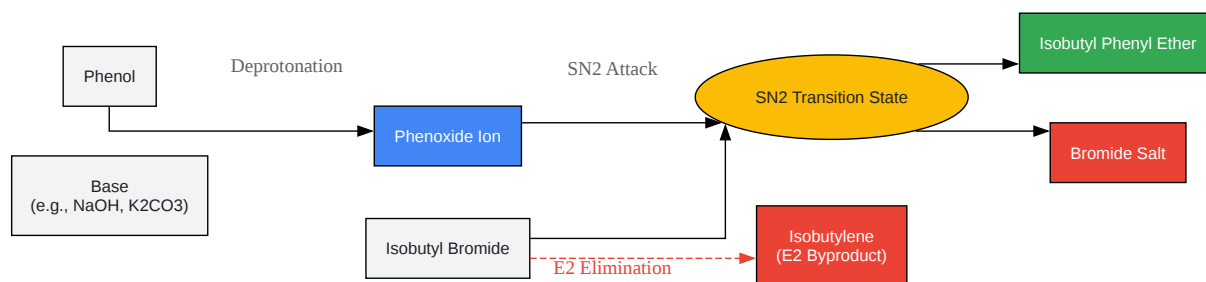 Phenol
Deprotonation
Base
(e.g., NaOH, K2CO3)
Phenoxide Ion
SN2 Attack
SN2 Transition State
Isobutyl Phenyl Ether
Bromide Salt
Isobutyl Bromide
E2 Elimination
Isobutylene
(E2 Byproduct)